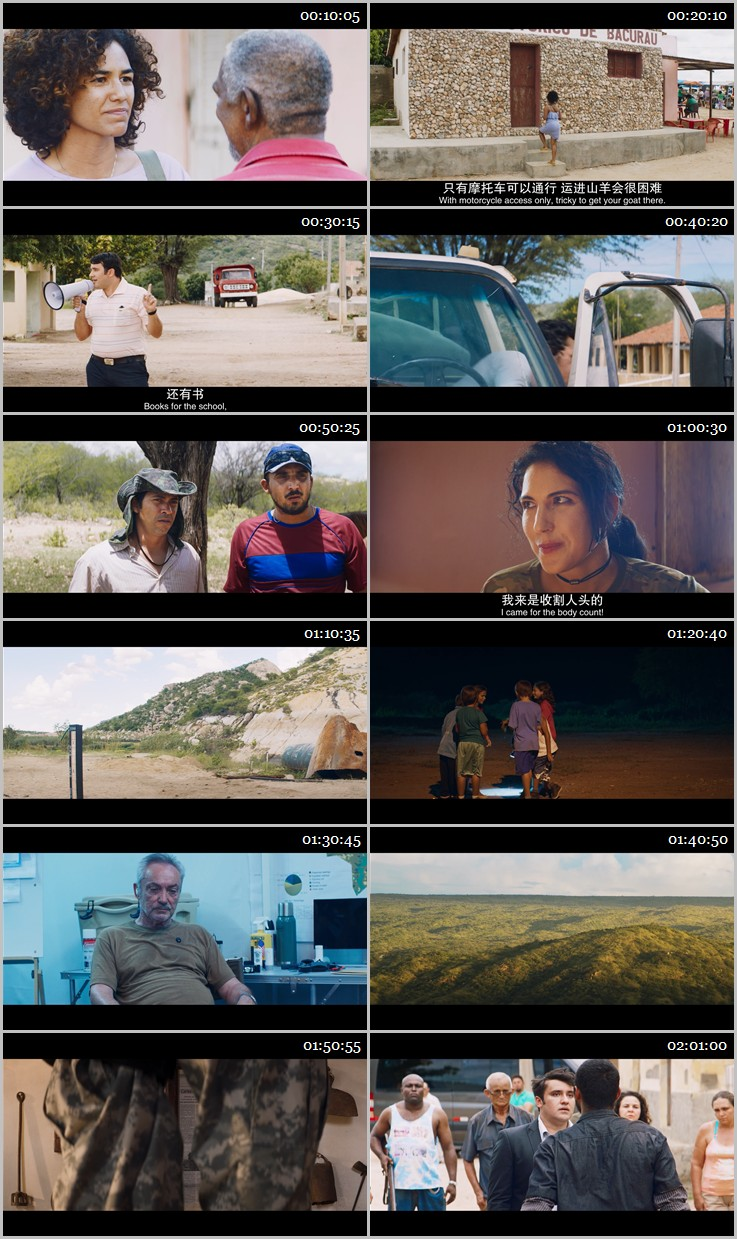 00:10:05
00:20:10
TÓRICO DE BACURAU
只有摩托车可以通行 运进山羊会很困难
With motorcycle access only, tricky to get your goat there.
00:30:15
00:40:20
还有书
Books for the school,
00:50:25
01:00:30
我来是收割人头的
I came for the body count!
01:10:35
01:20:40
01:30:45
01:40:50
01:50:55
02:01:00